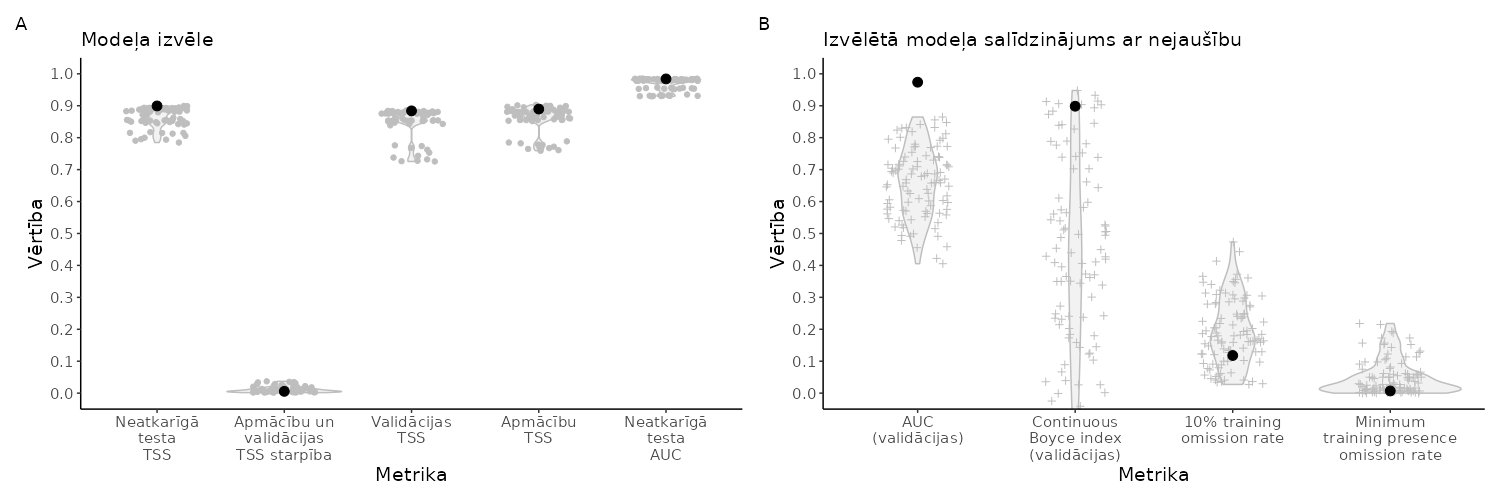 A
Modeļa izvēle
Vērtība
1.0
0.9
0.8
0.7
0.6
0.5
0.4
0.3
0.2
0.1
0.0
Neatkarīgā
testa
TSS
Apmācību un
validācijas
TSS starpība
Validācijas
TSS
Apmācību
TSS
Neatkarīgā
testa
AUC
Metrika
B
Izvēlētā modeļa salīdzinājums ar nejaušību
Vērtība
1.0
0.9
0.8
0.7
0.6
0.5
0.4
0.3
0.2
0.1
0.0
AUC
(validācijas)
Continuous
Boyce index
(validācijas)
10% training
omission rate
Minimum
training presence
omission rate
Metrika